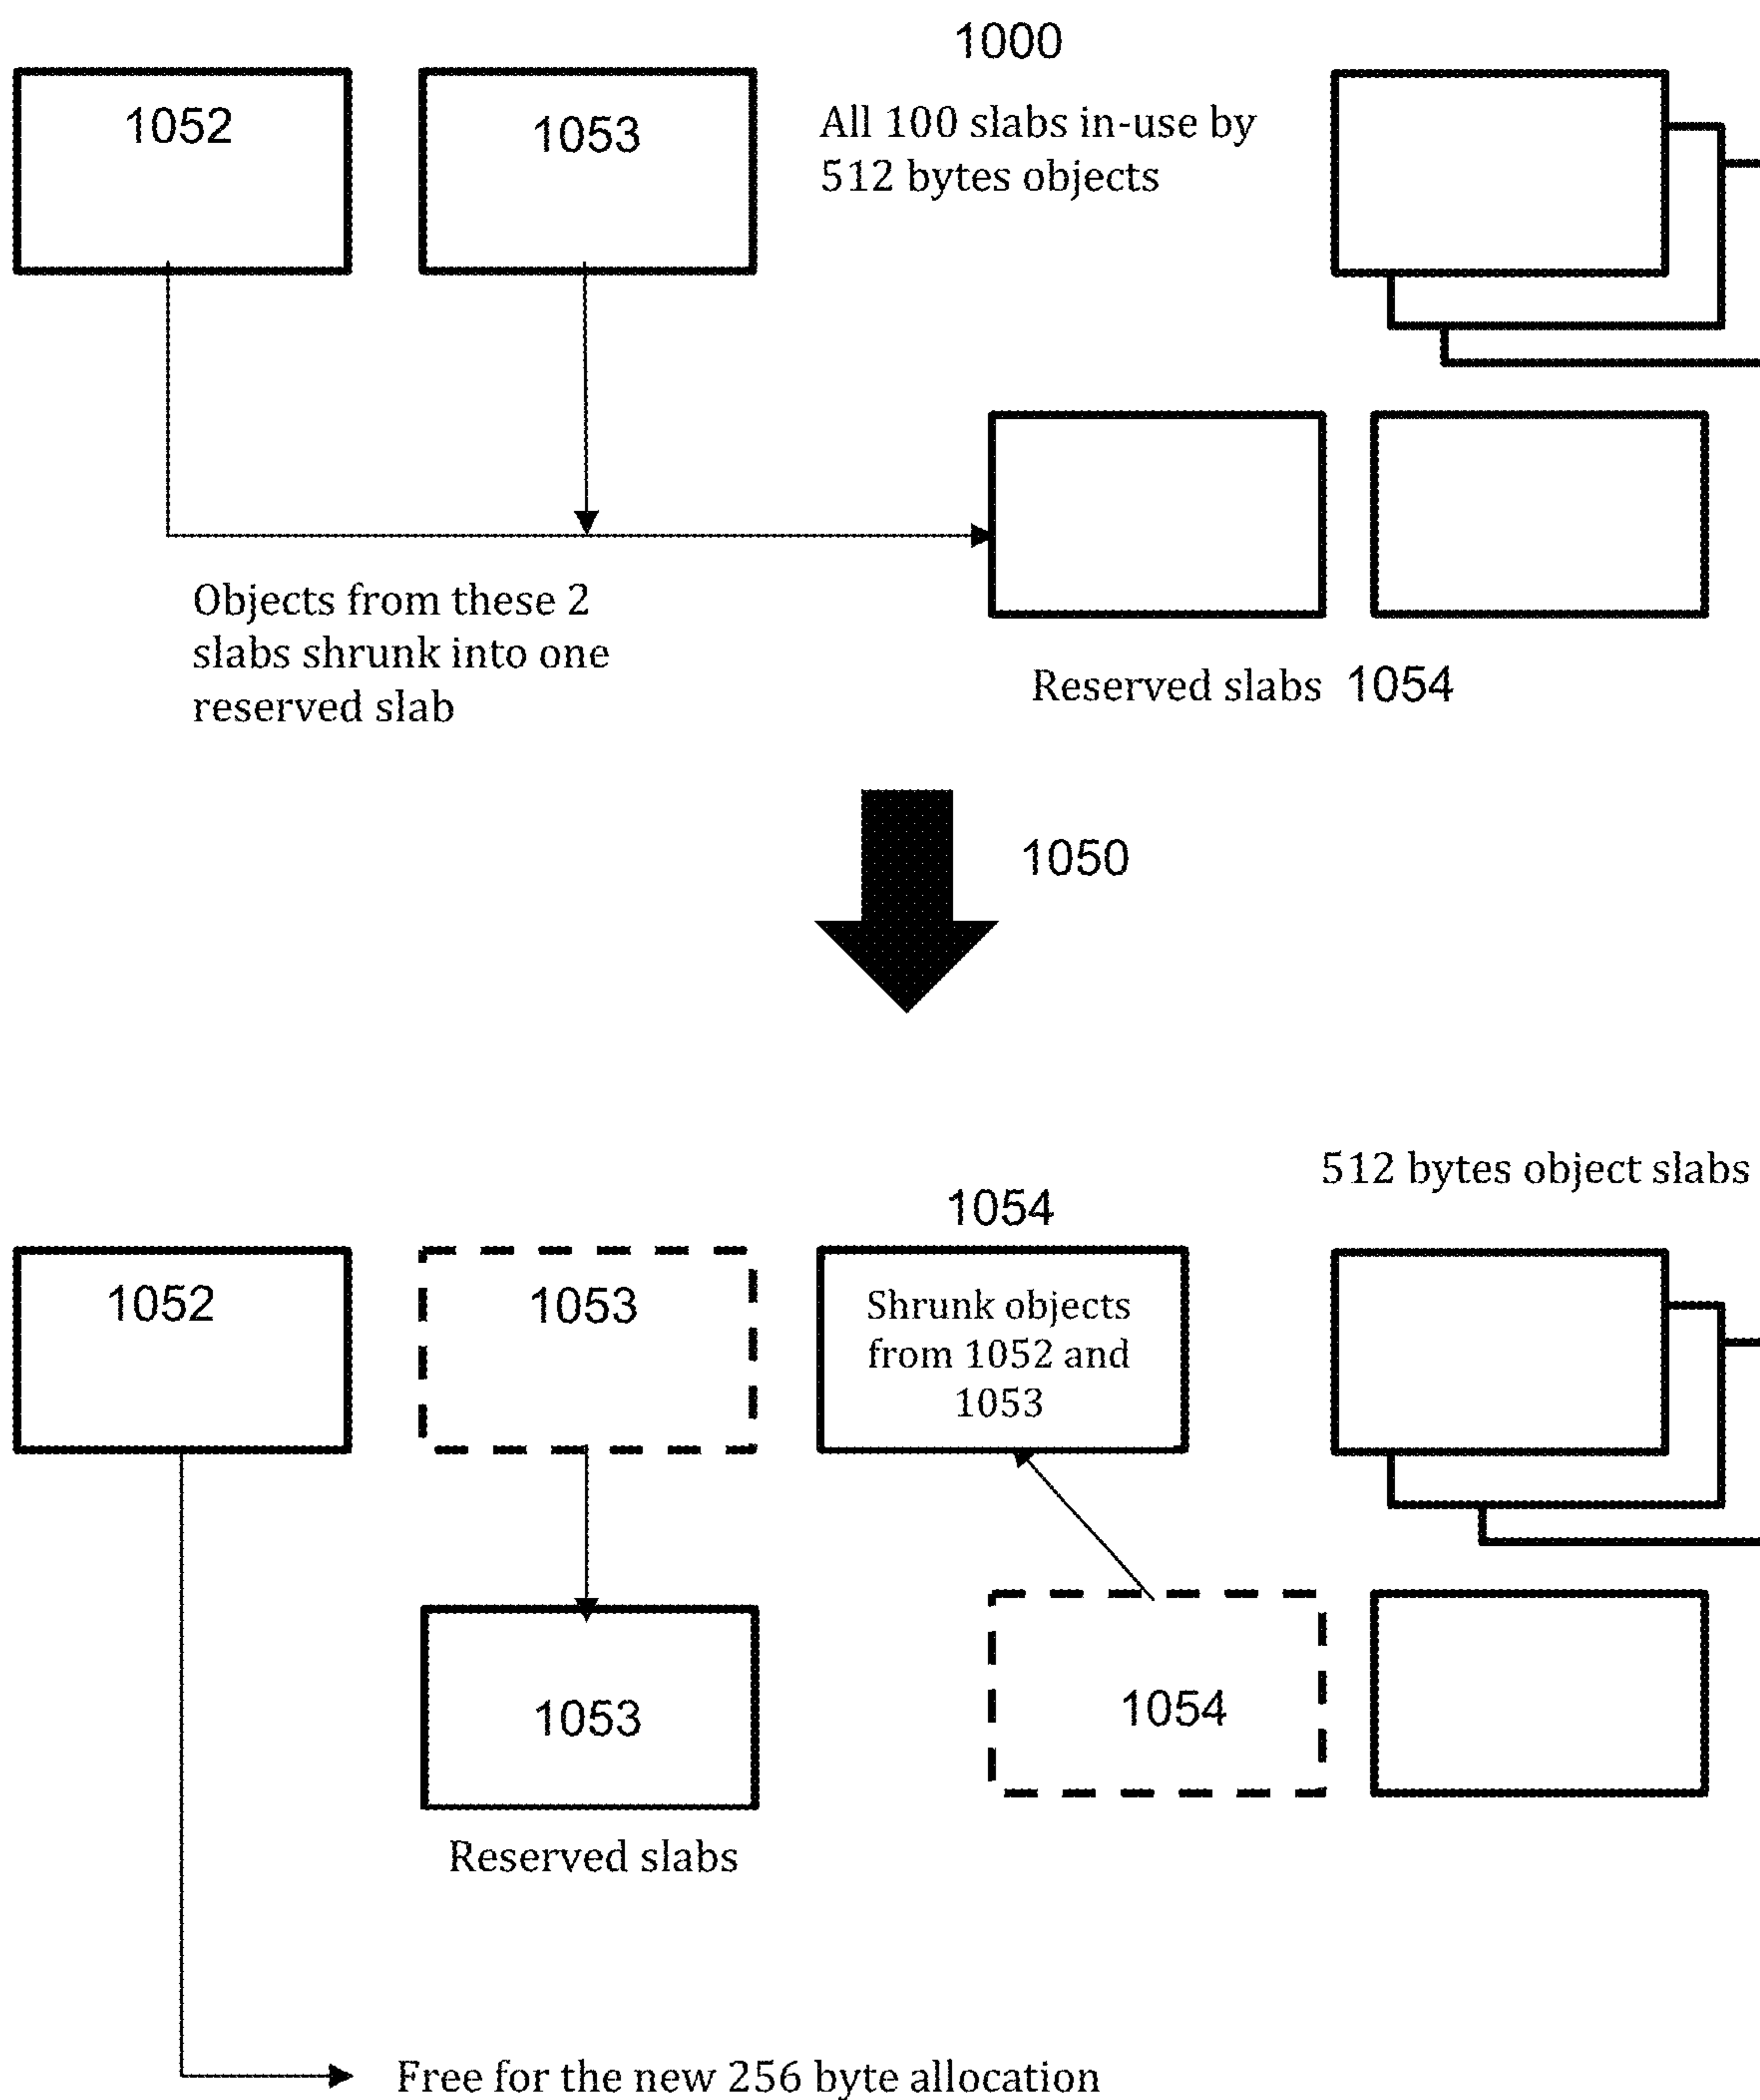 1000
1052
1053
All 100 slabs in-use by
512 bytes objects
Objects from these 2
slabs shrunk into one
reserved slab
Reserved slabs 1054
1050
512 bytes object slabs
1054
1052
1053
Shrunk objects
from 1052 and
1053
1053
1054
Reserved slabs
Free for the new 256 byte allocation